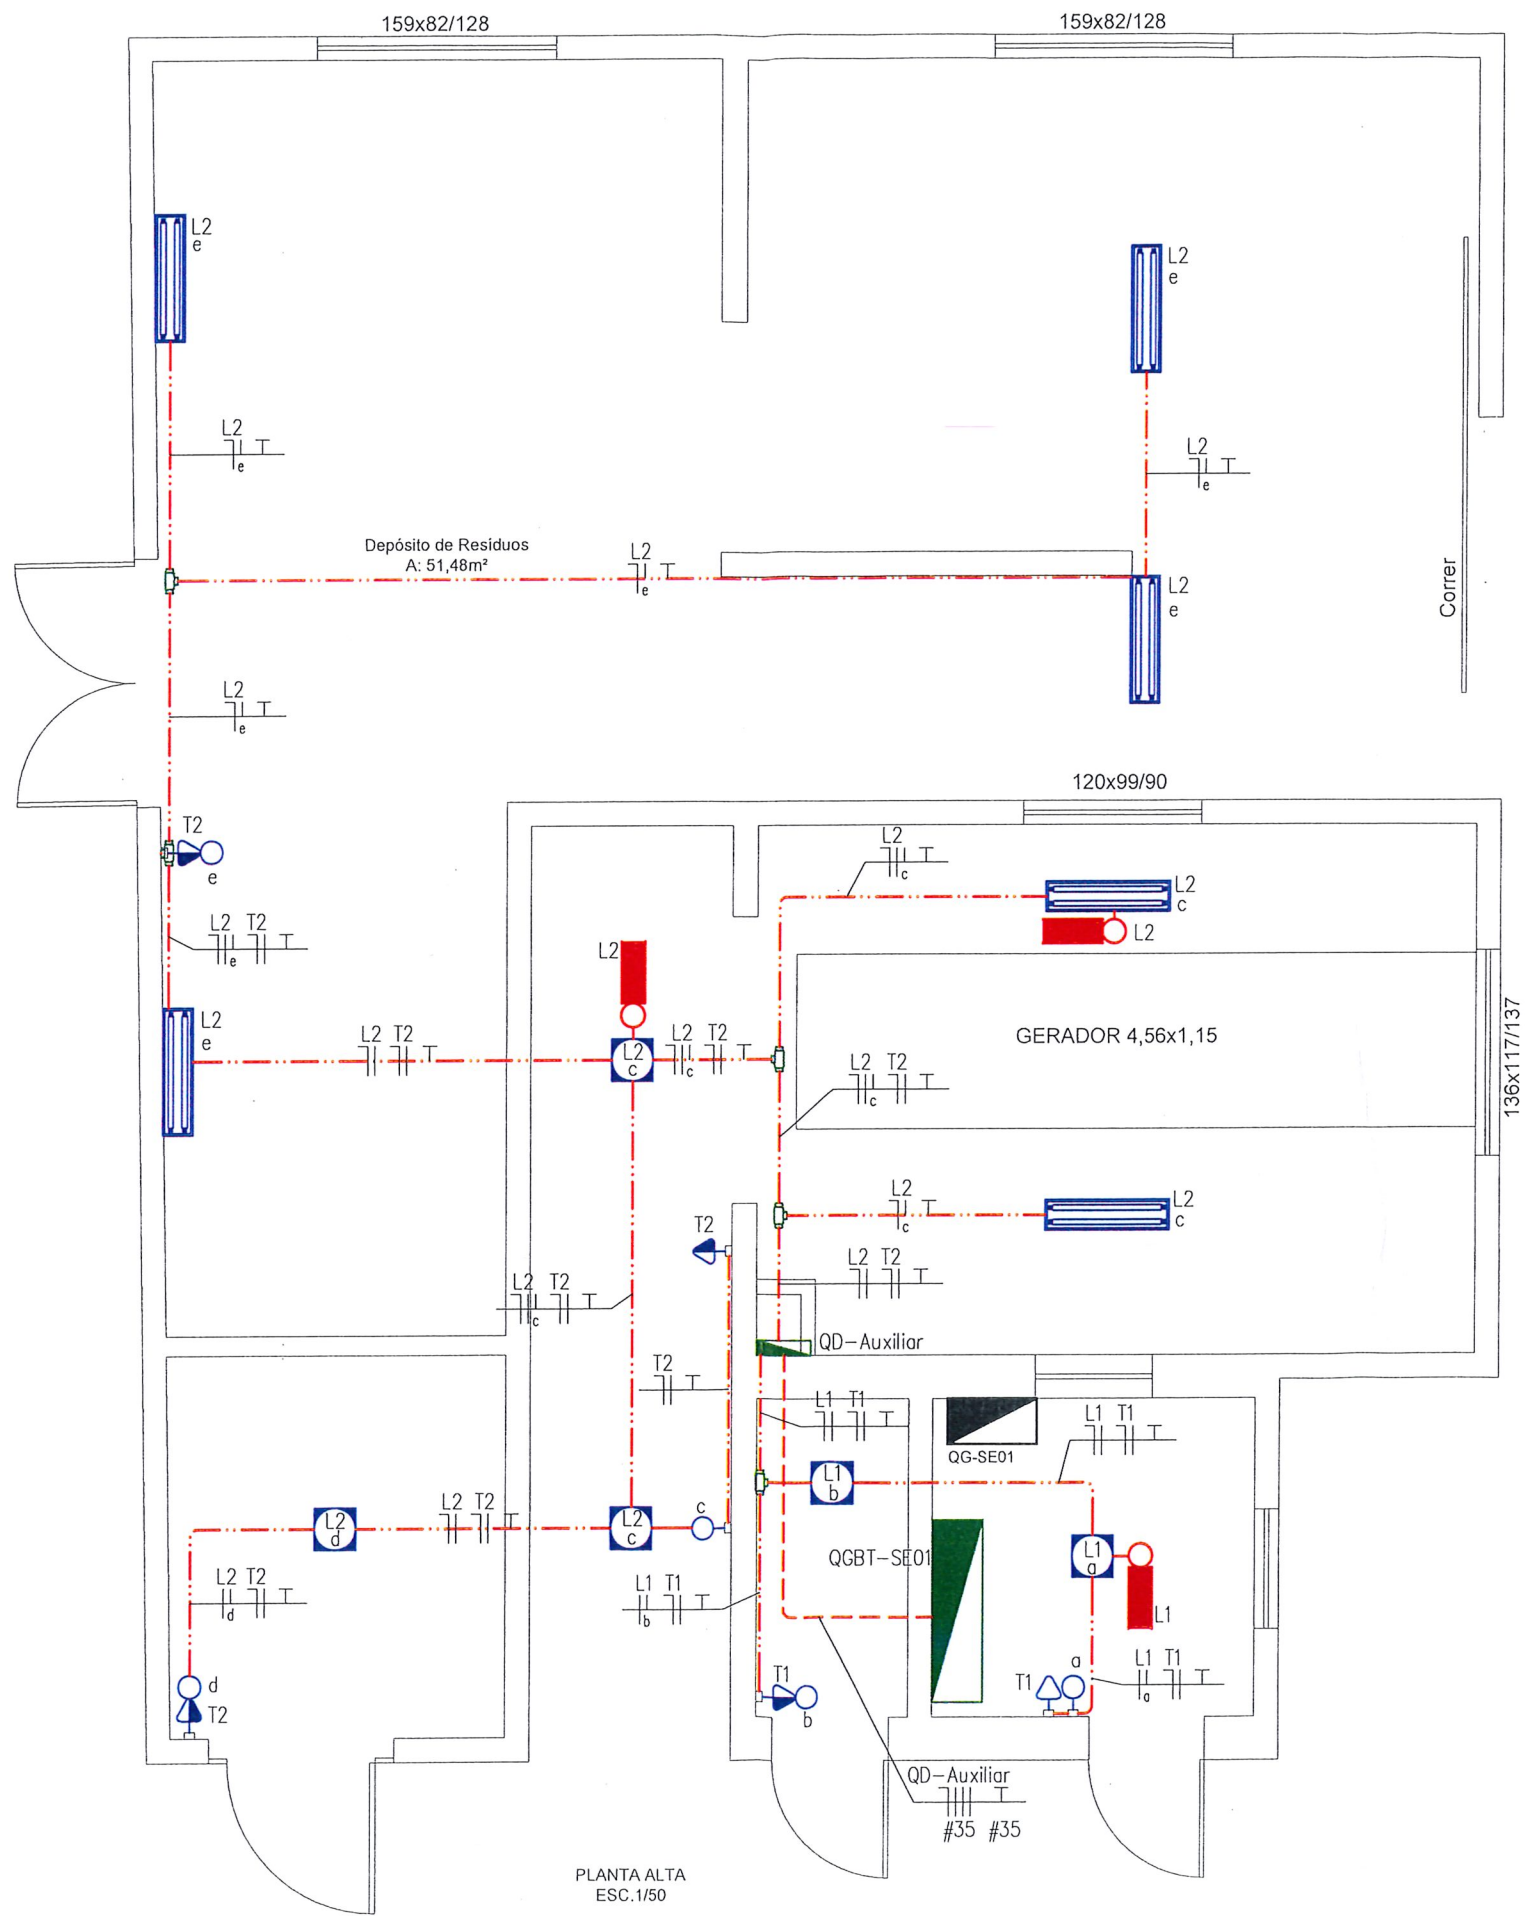 159x82/128
159x82/128
L2
e
L2
e
L2
e
T
L2
e
T
Depósito de Resíduos
A: 51,48m²
L2
e
T
L2
e
Correr
L2
e
T
120x99/90
T2
e
L2
c
T
L2
c
L2
L2 T2
e
T
L2
L2
e
L2 T2 T
L2
c
L2 T2
c
T
GERADOR 4,56x1,15
136x117/137
L2 T2
c
T
L2
c
T
L2
c
T2
L2 T2 T
L2 T2
c
T
QD-Auxiliar
T2 T
L1 T1 T
L1 T1 T
QG-SE01
L1
b
c
L2 T2 T
L2
d
L2
c
QGBT-SE01
L1
a
L1
L2 T2
d
T
L1 T1
b
T
a
T1
L1 T1
a
T
d
T2
T1
b
QD-Auxiliar
T
#35 #35
PLANTA ALTA
ESC.1/50